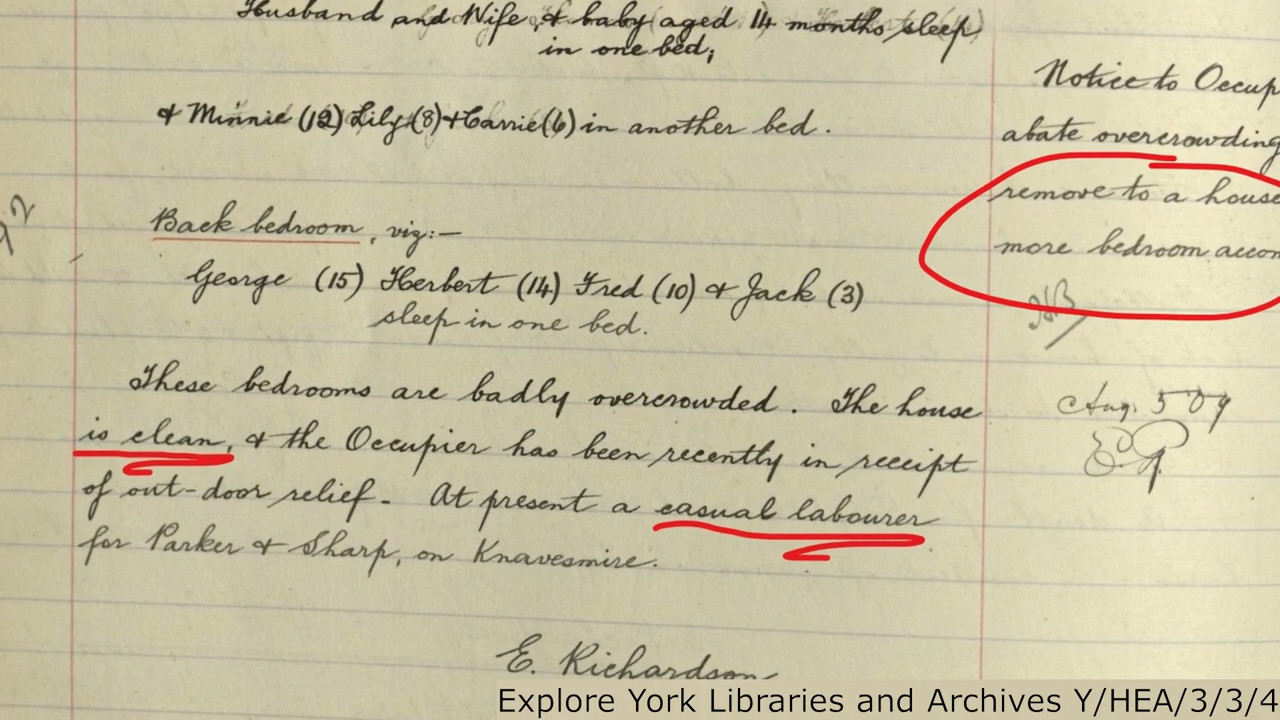 Husband and Wife, & baby aged 14 months sleep
in one bed;
& Minnie (12) Lily (8) & Carrie (6) in another bed.
Back bedroom, viz:—
George (15) Herbert (14) Fred (10) & Jack (3)
sleep in one bed.
These bedrooms are badly overcrowded. The house
is clean, & the Occupier has been recently in receipt
of out-door relief. At present a casual labourer
for Parker & Sharp, on Knavesmire.
E. Richardson
Notice to Occup
abate overcrowding
remove to a house
more bedroom accom
Aug. 5 09
92
Explore York Libraries and Archives Y/HEA/3/3/4